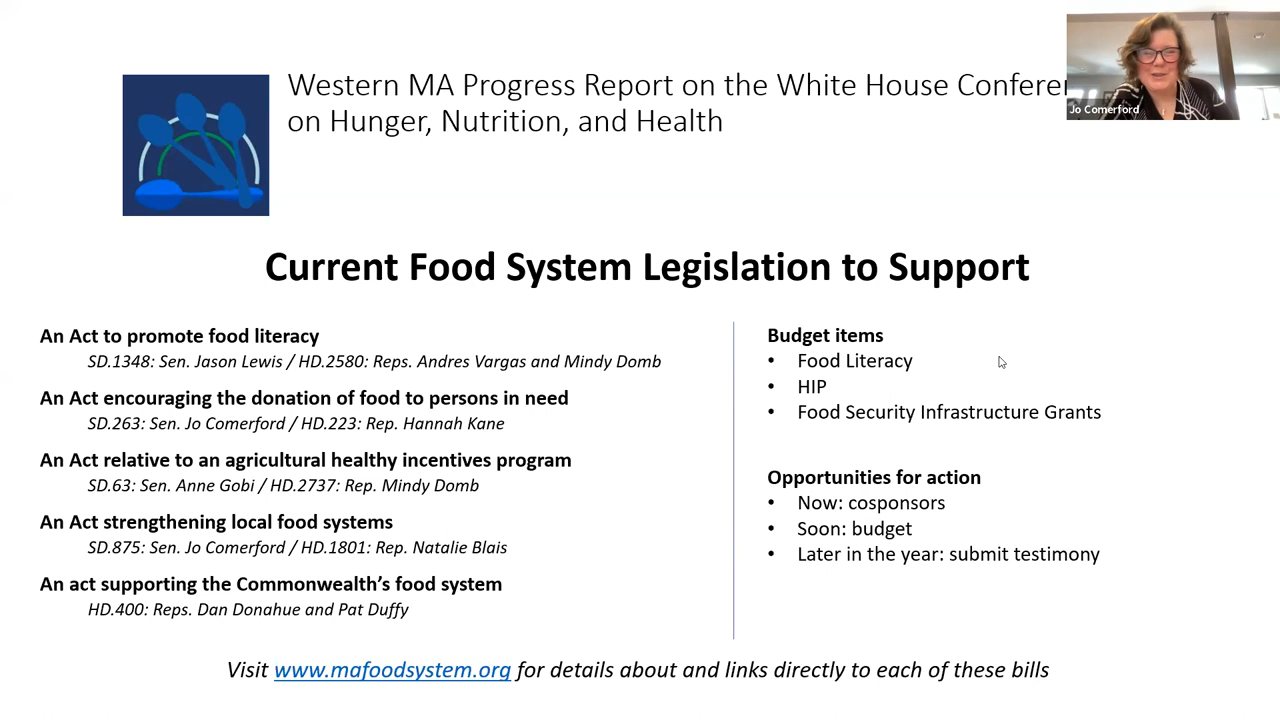 Western MA Progress Report on the White House Conferen
on Hunger, Nutrition, and Health
Jo Comerford
Current Food System Legislation to Support
An Act to promote food literacy
SD.1348: Sen. Jason Lewis / HD.2580: Reps. Andres Vargas and Mindy Domb
An Act encouraging the donation of food to persons in need
SD.263: Sen. Jo Comerford / HD.223: Rep. Hannah Kane
An Act relative to an agricultural healthy incentives program
SD.63: Sen. Anne Gobi / HD.2737: Rep. Mindy Domb
An Act strengthening local food systems
SD.875: Sen. Jo Comerford / HD.1801: Rep. Natalie Blais
An act supporting the Commonwealth’s food system
HD.400: Reps. Dan Donahue and Pat Duffy
Budget items
• Food Literacy
• HIP
• Food Security Infrastructure Grants
Opportunities for action
• Now: cosponsors
• Soon: budget
• Later in the year: submit testimony
Visit www.mafoodsystem.org for details about and links directly to each of these bills